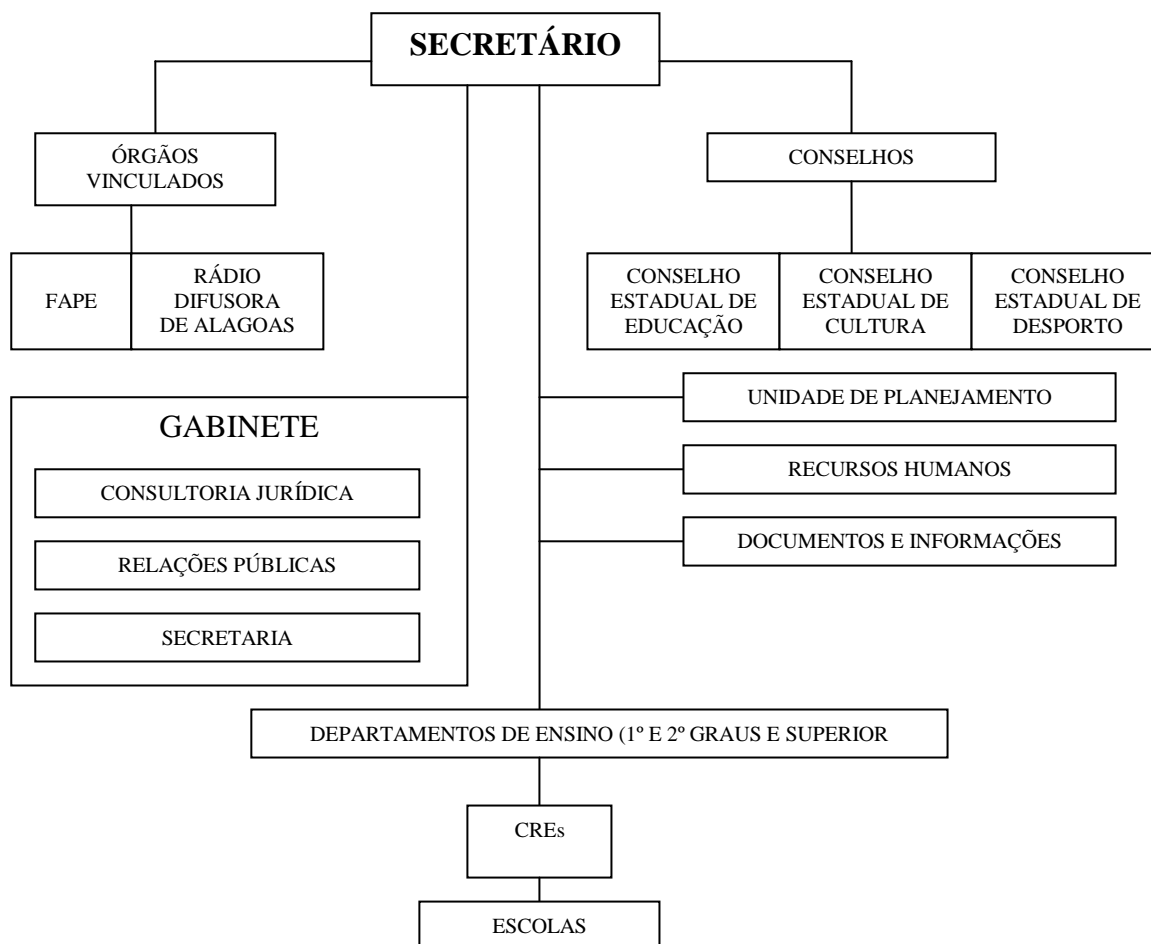 SECRETÁRIO
ÓRGÃOS
VINCULADOS
CONSELHOS
FAPE
RÁDIO
DIFUSORA
DE ALAGOAS
CONSELHO
ESTADUAL DE
EDUCAÇÃO
CONSELHO
ESTADUAL DE
CULTURA
CONSELHO
ESTADUAL DE
DESPORTO
GABINETE
CONSULTORIA JURÍDICA
RELAÇÕES PÚBLICAS
SECRETARIA
UNIDADE DE PLANEJAMENTO
RECURSOS HUMANOS
DOCUMENTOS E INFORMAÇÕES
DEPARTAMENTOS DE ENSINO (1º E 2º GRAUS E SUPERIOR
CREs
ESCOLAS